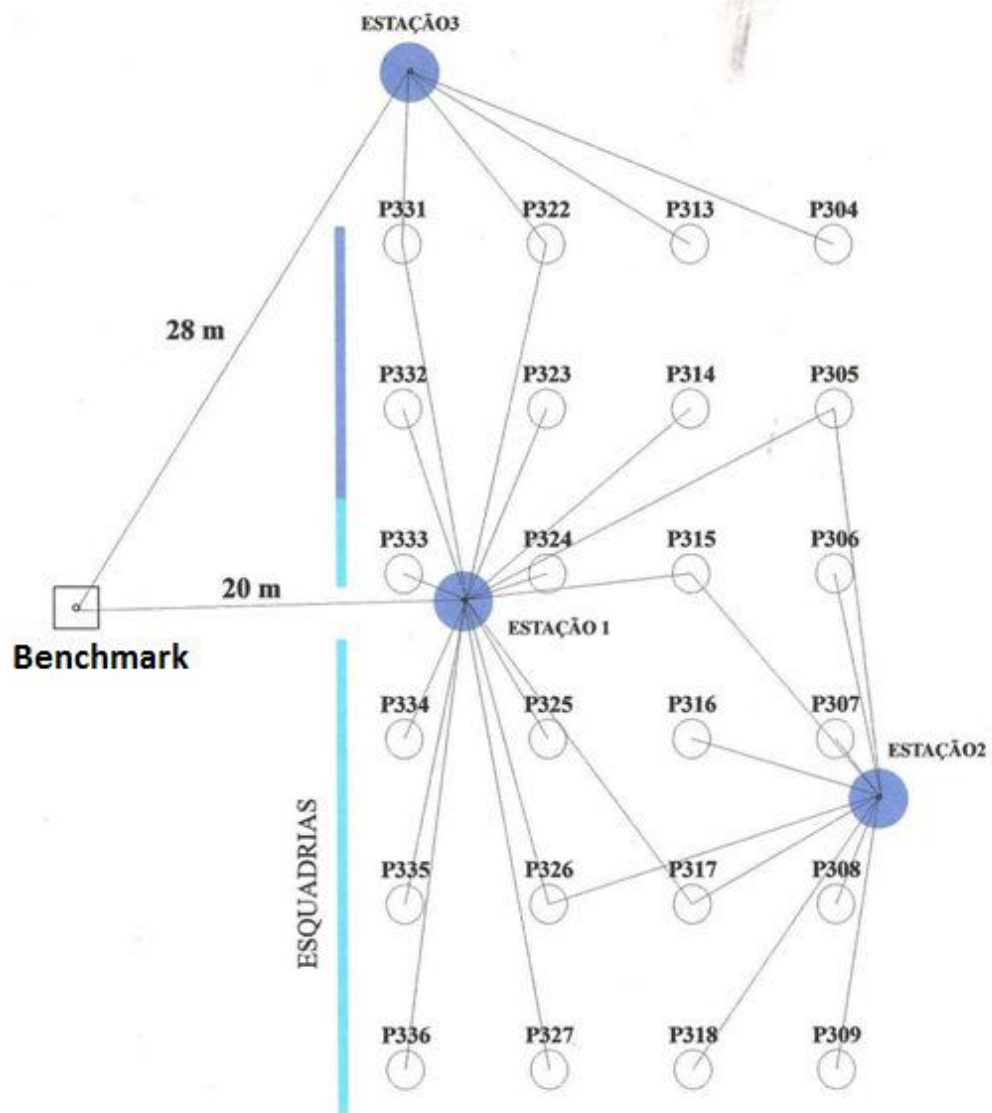 ESTAÇÃO3
P331 P322 P313 P304
28 m
P332 P323 P314 P305
P333 P324 P315 P306
20 m
ESTAÇÃO 1
Benchmark
P334 P325 P316 P307
ESTAÇÃO2
ESQUADRIAS
P335 P326 P317 P308
P336 P327 P318 P309